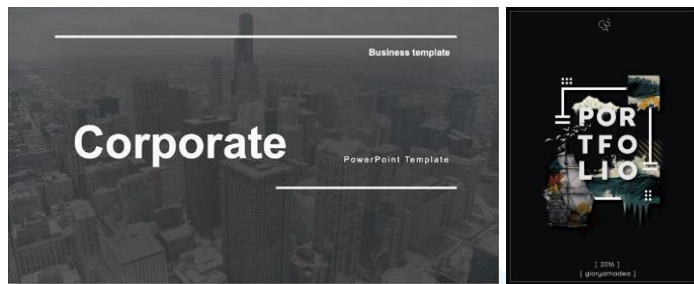 Business template
Corporate
PowerPoint Template
POR
TFO
LIO
[ 2016 ]
[ gloryamadea ]